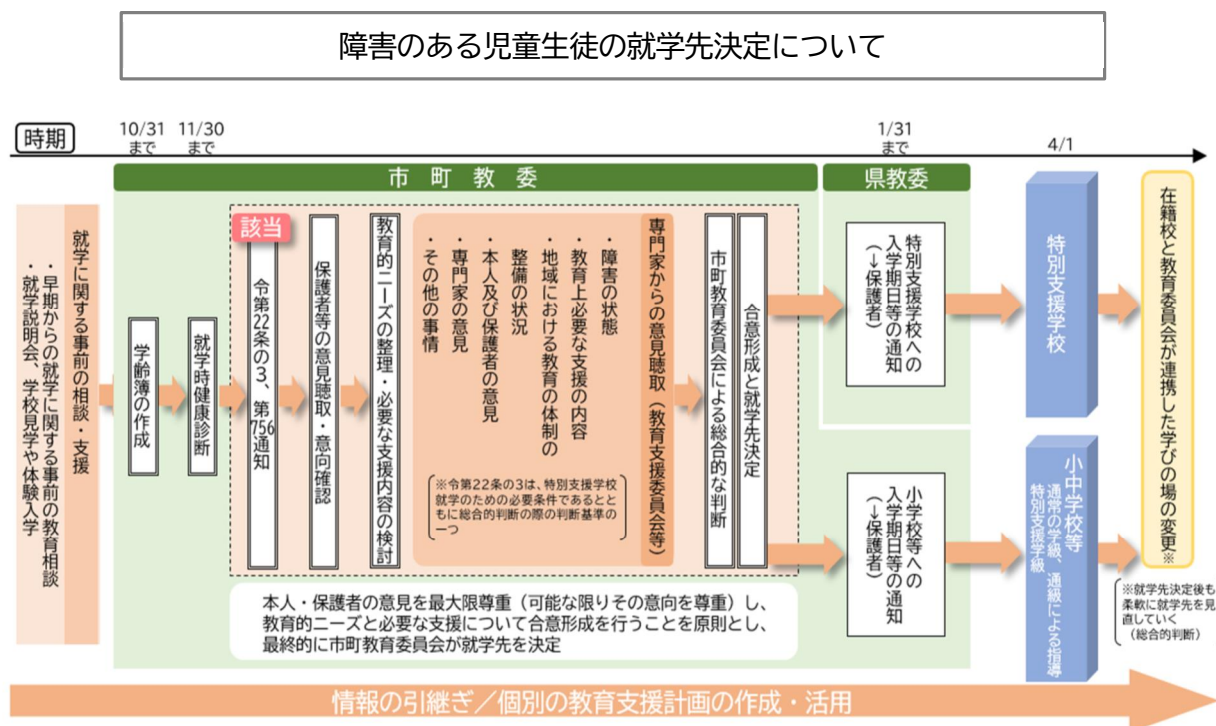 障害のある児童生徒の就学先決定について
時期
10/31
まで
11/30
まで
1/31
まで
4/1
市町教委
県教委
就学に関する事前の相談・支援
・早期からの就学に関する事前の教育相談
・就学説明会、学校見学や体験入学
学齢簿の作成
就学時健康診断
該当
令第22条の3、第756通知
保護者等の意見聴取・意向確認
教育的ニーズの整理・必要な支援内容の検討
専門家からの意見聴取（教育支援委員会等）
・障害の状態
・教育上必要な支援の内容
・地域における教育の体制の
整備の状況
・本人及び保護者の意見
・専門家の意見
・その他の事情
※令第22条の3は、特別支援学校
就学のための必要条件であるとと
もに総合的判断の際の判断基準の
一つ
市町教育委員会による総合的な判断
合意形成と就学先決定
本人・保護者の意見を最大限尊重（可能な限りその意向を尊重）し、
教育的ニーズと必要な支援について合意形成を行うことを原則とし、
最終的に市町教育委員会が就学先を決定
特別支援学校への
入学期日等の通知
（→保護者）
小学校等への
入学期日等の通知
（→保護者）
特別支援学校
小中学校等
通常の学級、通級による指導
特別支援学級
在籍校と教育委員会が連携した学びの場の変更※
※就学先決定後も
柔軟に就学先を見
直していく
（総合的判断）
情報の引継ぎ／個別の教育支援計画の作成・活用